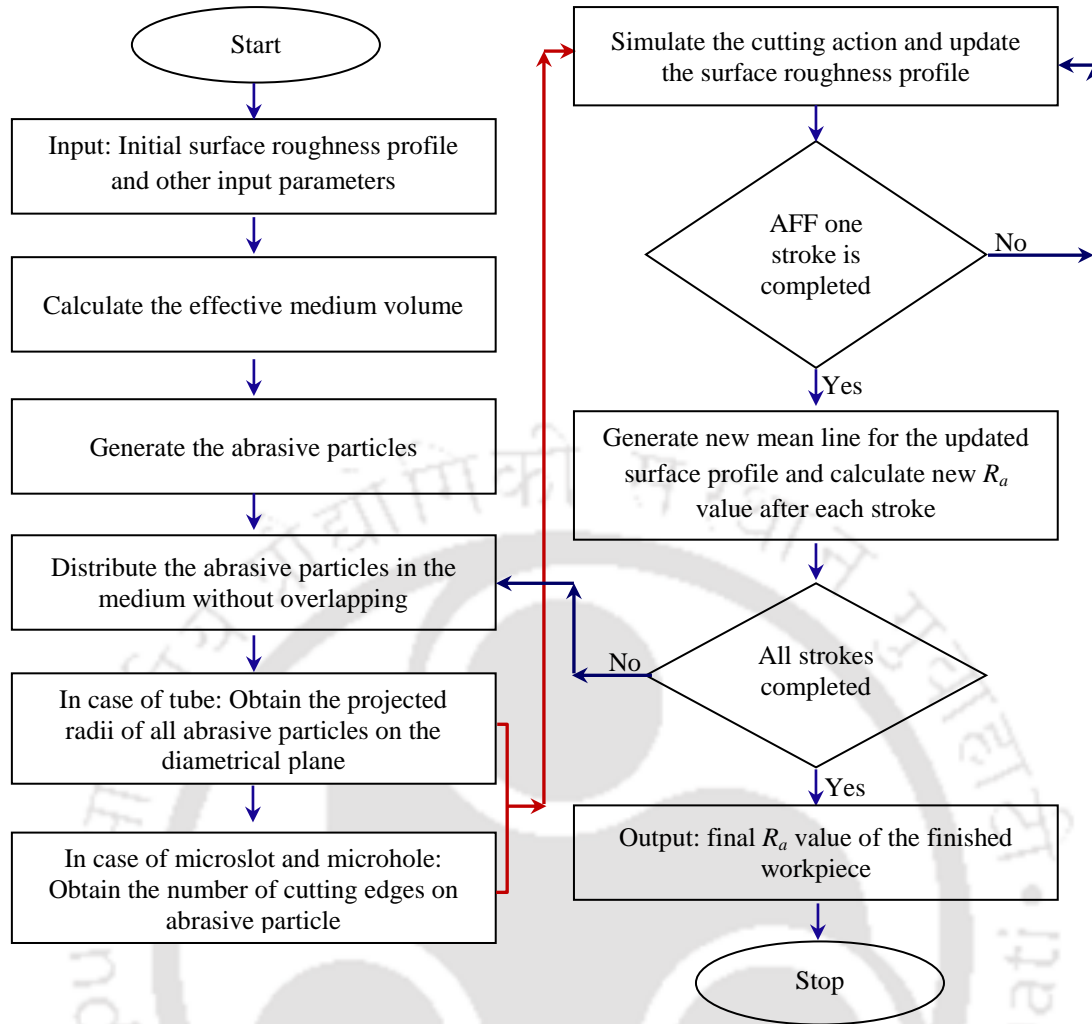 Start
Input: Initial surface roughness profile
and other input parameters
Calculate the effective medium volume
Generate the abrasive particles
Distribute the abrasive particles in the
medium without overlapping
In case of tube: Obtain the projected
radii of all abrasive particles on the
diametrical plane
In case of microslot and microhole:
Obtain the number of cutting edges on
abrasive particle
Simulate the cutting action and update
the surface roughness profile
AFF one
stroke is
completed
No
Yes
Generate new mean line for the updated
surface profile and calculate new Ra
value after each stroke
All strokes
completed
No
Yes
Output: final Ra value of the finished
workpiece
Stop